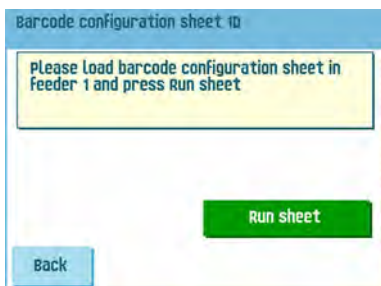 Barcode configuration sheet 1D
Please load barcode configuration sheet in
feeder 1 and press Run sheet
Run sheet
Back